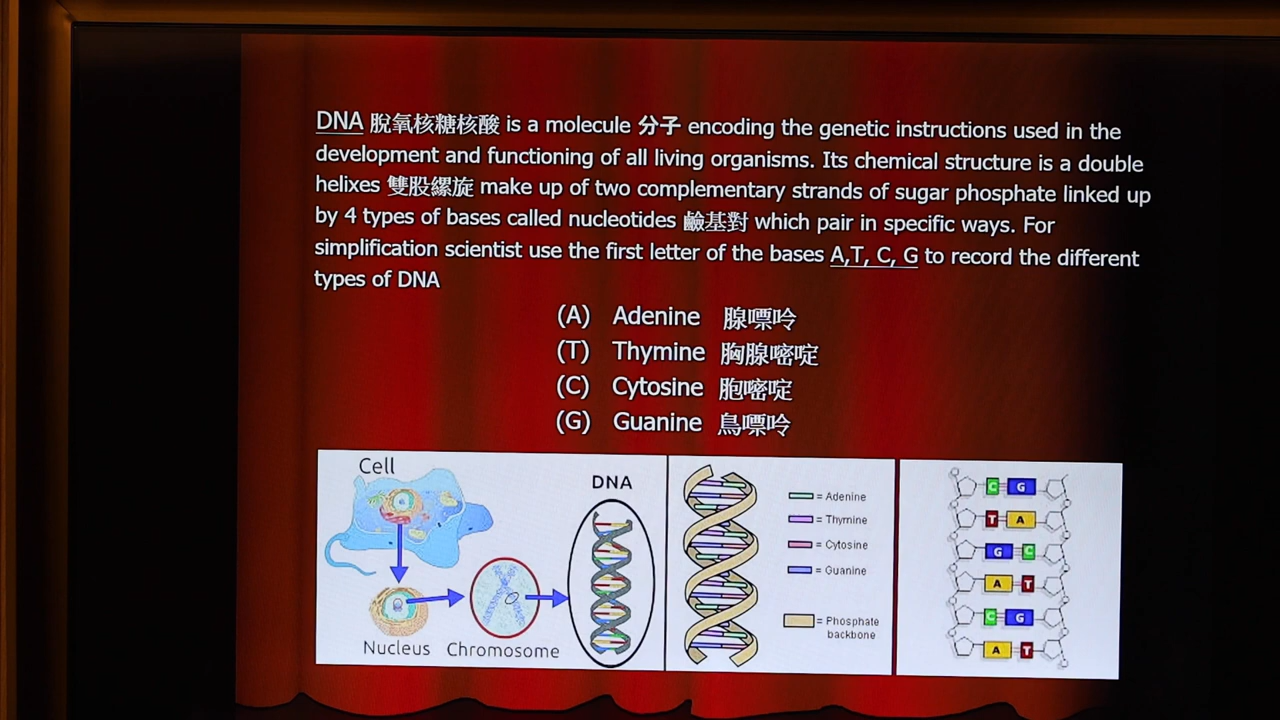 DNA 脫氧核糖核酸 is a molecule 分子 encoding the genetic instructions used in the
development and functioning of all living organisms. Its chemical structure is a double
helixes 雙股縲旋 make up of two complementary strands of sugar phosphate linked up
by 4 types of bases called nucleotides 鹼基對 which pair in specific ways. For
simplification scientist use the first letter of the bases A,T, C, G to record the different
types of DNA
(A) Adenine 腺嘌呤
(T) Thymine 胸腺嘧啶
(C) Cytosine 胞嘧啶
(G) Guanine 鳥嘌呤
Cell
DNA
Nucleus
Chromosome
= Adenine
= Thymine
= Cytosine
= Guanine
= Phosphate
backbone
C G
T A
G C
A T
C G
A T